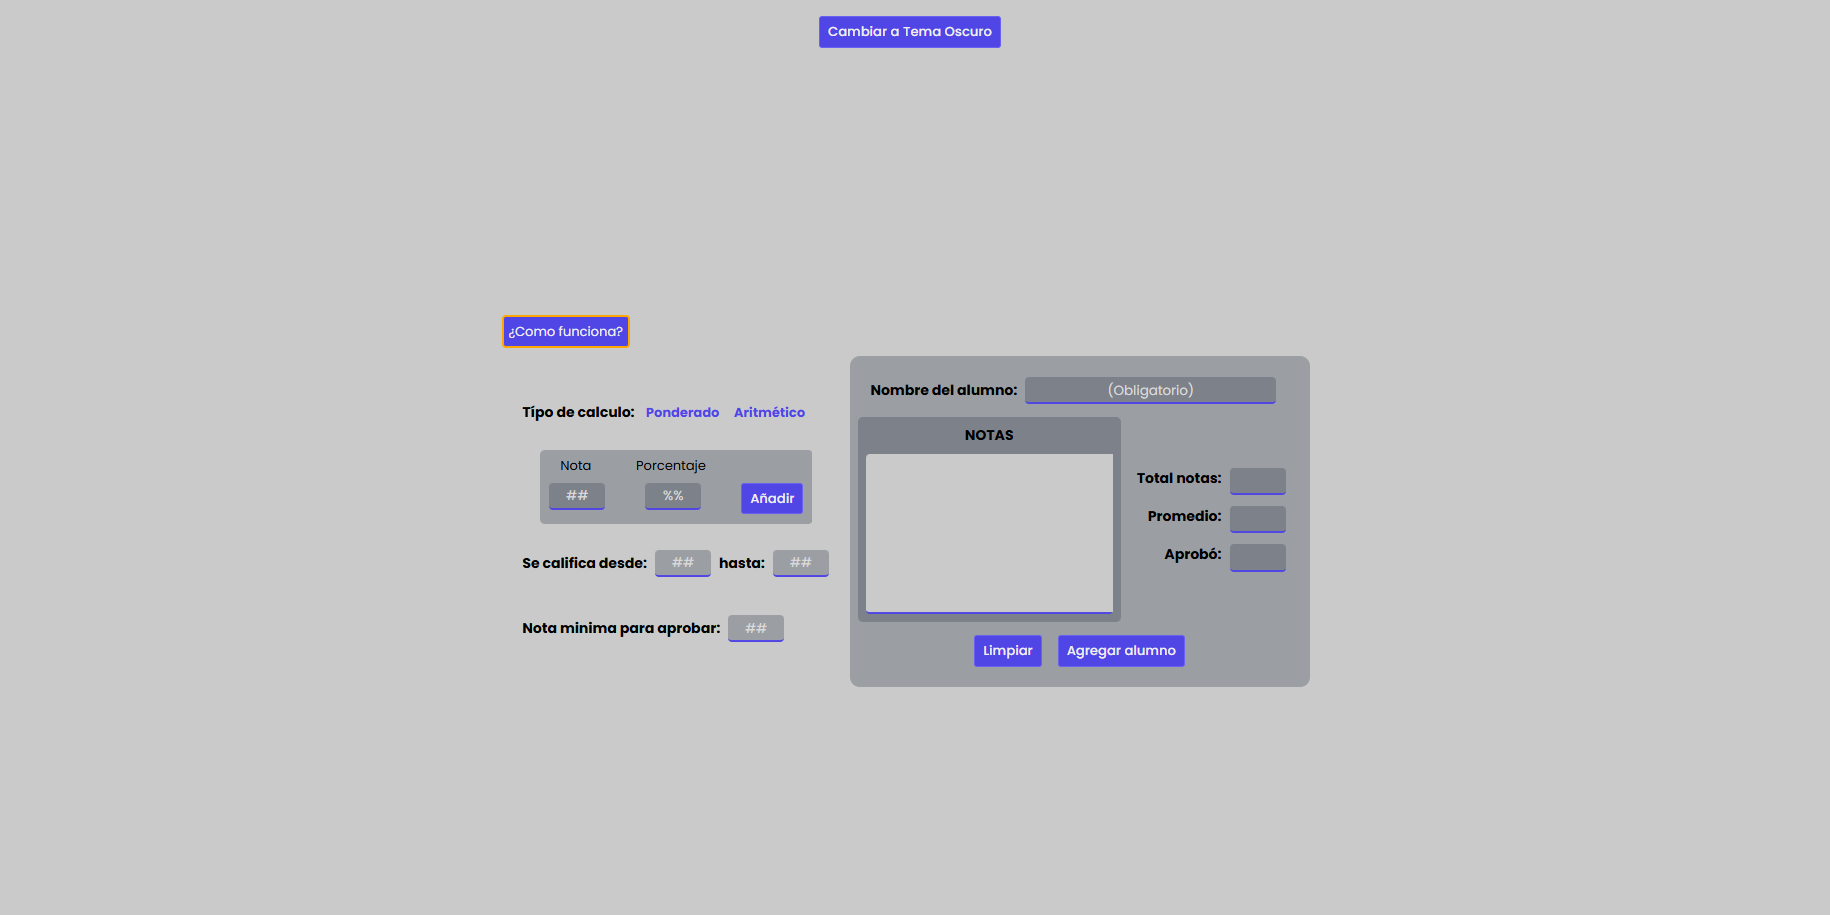 Cambiar a Tema Oscuro
¿Como funciona?
Típo de calculo: Ponderado Aritmético
Nota Porcentaje
## %% Añadir
Se califica desde: ## hasta: ##
Nota minima para aprobar: ##
Nombre del alumno: (Obligatorio)
NOTAS
Total notas:
Promedio:
Aprobó:
Limpiar Agregar alumno